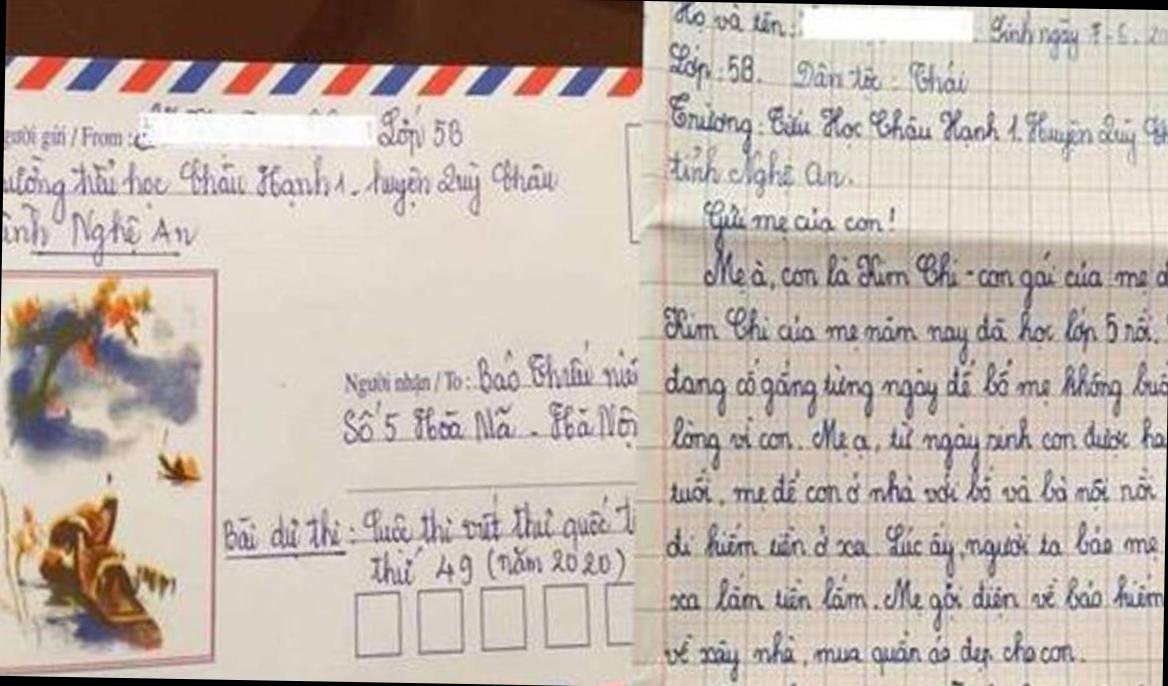 gười gửi / From : Lớp 5B
ường tiểu học Châu Hạnh 1 - huyện Quỳ Châu
ỉnh Nghệ An
Người nhận / To : Báo Thiếu niê
Số 5 Hoà Mã - Hà Nội
Bài dự thi : Cuộc thi viết thư quốc t
thứ 49 (năm 2020)
Họ và tên : Sinh ngày 7-6.20
Lớp : 5B. Dân tộc : Thái
Trường : Tiểu Học Châu Hạnh 1. Huyện Quỳ Ch
tỉnh Nghệ An.
Gửi mẹ của con!
Mẹ à, con là Kim Chi - con gái của mẹ đ
Kim Chi của mẹ năm nay đã học lớp 5 rồi.
đang cố gắng từng ngày để bố mẹ không buồ
lòng vì con. Mẹ ạ, từ ngày sinh con được ha
tuổi, mẹ để con ở nhà với bố và bà nội rồi
đi kiếm tiền ở xa. Lúc ấy, người ta bảo mẹ
xa lắm tiền lắm. Mẹ gọi điện về bảo kiếm
về xây nhà, mua quần áo đẹp cho con.